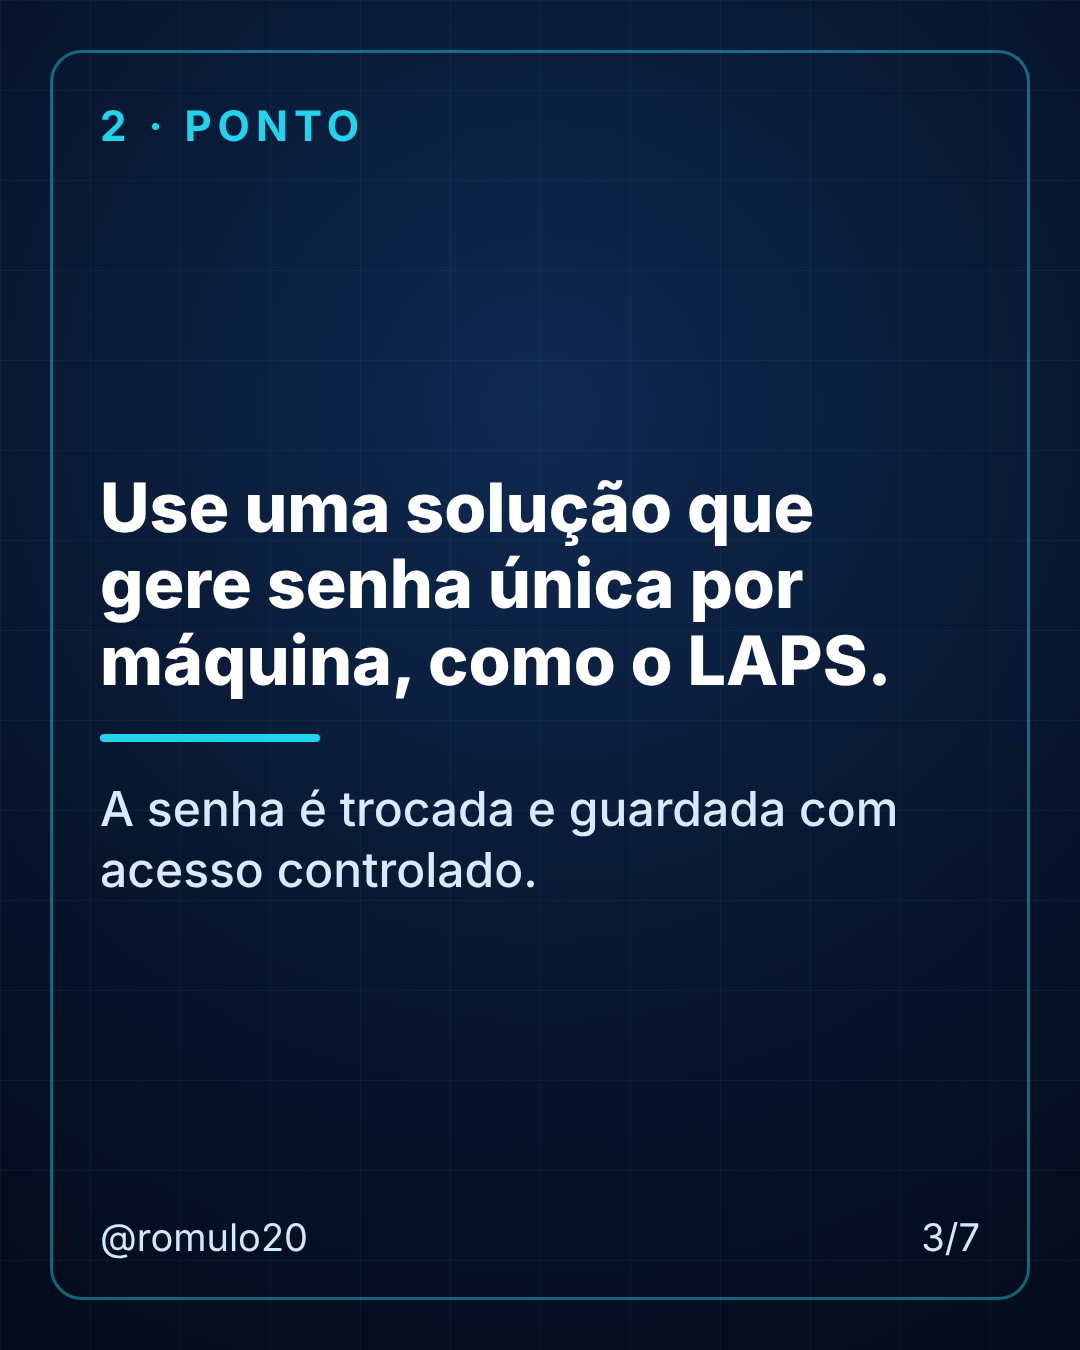 2 · PONTO
Use uma solução que
gere senha única por
máquina, como o LAPS.
A senha é trocada e guardada com
acesso controlado.
@romulo20
3/7